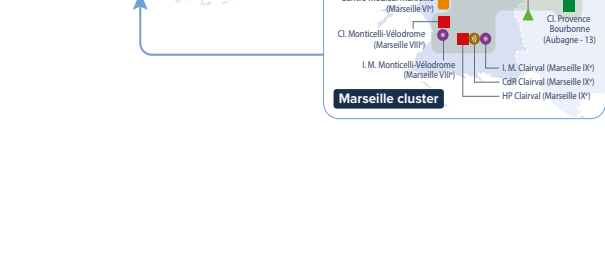 (Marseille VIᵉ)
Cl. Provence
Bourbonne
(Aubagne - 13)
Cl. Monticelli-Vélodrome
(Marseille VIIIᵉ)
I. M. Monticelli-Vélodrome
(Marseille VIIIᵉ)
I. M. Clairval (Marseille IXᵉ)
CdR Clairval (Marseille IXᵉ)
HP Clairval (Marseille IXᵉ)
Marseille cluster